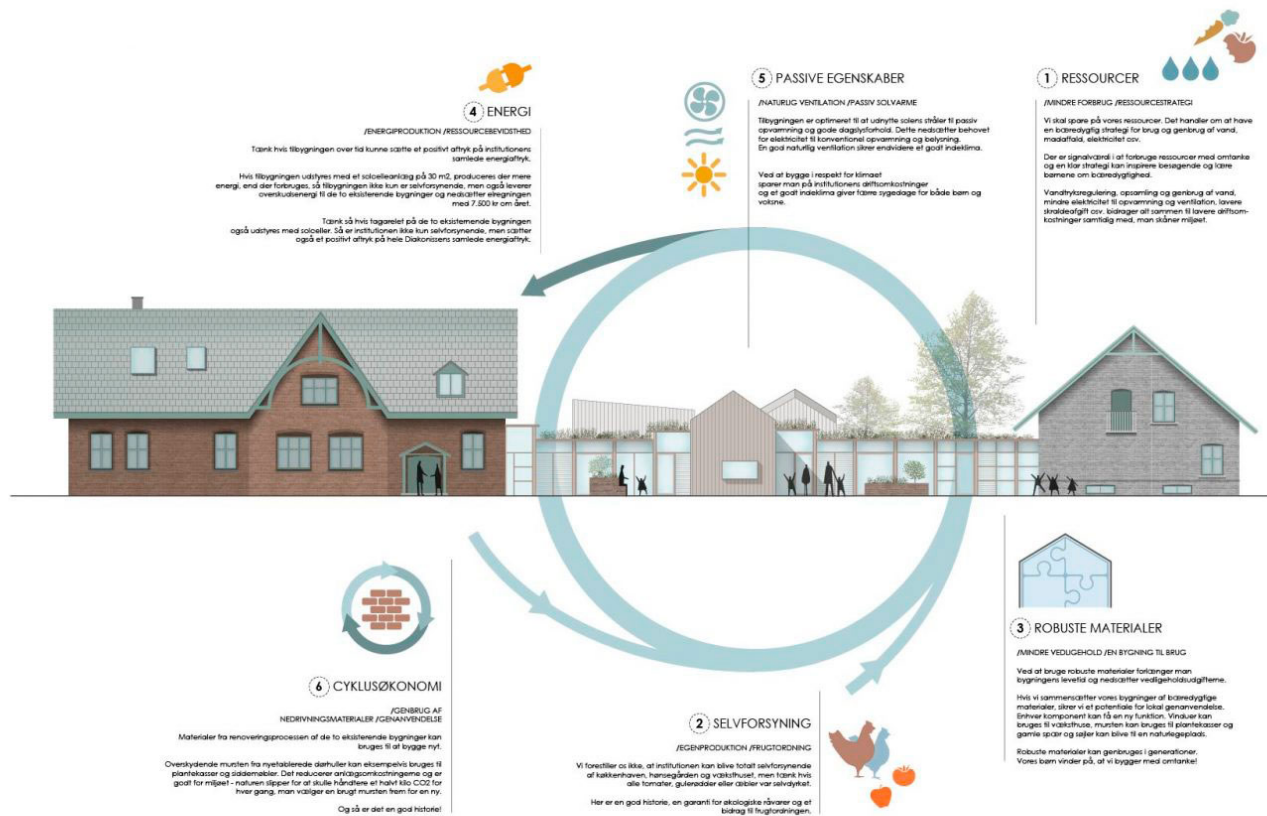 4 ENERGI
/ENERGIPRODUKTION /RESSOURCEBEVIDSTHED
Tænk hvis tilbygningen over tid kunne sætte et positivt aftryk på institutionens
samlede energiaftryk.
Hvis tilbygningen udstyres med et solcelleanlæg på 30 m2, produceres der mere
energi, end der forbruges, så tilbygningen ikke kun er selvforsynende, men også leverer
overskudsenergi til de to eksisterende bygninger og nedsætter elregningen
med 7.500 kr om året.
Tænk så hvis tagarelet på de to eksisternende bygningen
også udstyres med solceller. Så er institutionen ikke kun selvforsynende, men sætter
også et positivt aftryk på hele Diakonissens samlede energiaftryk.
5 PASSIVE EGENSKABER
/NATURLIG VENTILATION /PASSIV SOLVARME
Tilbygningen er optimeret til at udnytte solens stråler til passiv
opvarmning og gode dagslysforhold. Dette nedsætter behovet
for elektricitet til konventionel opvarmning og belysning.
En god naturlig ventilation sikrer endvidere et godt indeklima.
Ved at bygge i respekt for klimaet
sparer man på institutionens driftsomkostninger
og et godt indeklima giver færre sygedage for både børn og
voksne.
1 RESSOURCER
/MINDRE FORBRUG /RESSOURCESTRATEGI
Vi skal spare på vores ressourcer. Det handler om at have
en bæredygtig strategi for brug og genbrug af vand,
madaffald, elektricitet osv.
Der er signalværdi i at forbruge ressourcer med omtanke
og en klar strategi kan inspirere besøgende og lære
børnene om bæredygtighed.
Vandtryksregulering, opsamling og genbrug af vand,
mindre elektricitet til opvarmning og ventilation, lavere
skraldeafgift osv. bidrager alt sammen til lavere driftsom-
kostninger samtidig med, man skåner miljøet.
6 CYKLUSØKONOMI
/GENBRUG AF
NEDRIVNINGSMATERIALER /GENANVENDELSE
Materialer fra renoveringsprocessen af de to eksisterende bygninger kan
bruges til at bygge nyt.
Overskydende mursten fra nyetablerede dørhuller kan eksempelvis bruges til
plantekasser og siddemøbler. Det reducerer anlægsomkostningerne og er
godt for miljøet - naturen slipper for at skulle håndtere et halvt kilo CO2 for
hver gang, man vælger en brugt mursten frem for en ny.
Og så er det en god historie!
2 SELVFORSYNING
/EGENPRODUKTION /FRUGTORDNING
Vi forestiller os ikke, at institutionen kan blive totalt selvforsynende
af køkkenhaven, hønsegården og væksthuset, men tænk hvis
alle tomater, gulerødder eller æbler var selvdyrket.
Her er en god historie, en garanti for økologiske råvarer og et
bidrag til frugtordningen.
3 ROBUSTE MATERIALER
/MINDRE VEDLIGEHOLD /EN BYGNING TIL BRUG
Ved at bruge robuste materialer forlænger man
bygningens levetid og nedsætter vedligeholdsudgifterne.
Hvis vi sammensætter vores bygninger af bæredygtige
materialer, sikrer vi et potentiale for lokal genanvendelse.
Enhver komponent kan få en ny funktion. Vinduer kan
bruges til væksthuse, mursten kan bruges til plantekasser og
gamle spær og søjler kan blive til en naturlegeplads.
Robuste materialer kan genbruges i generationer.
Vores børn vinder på, at vi bygger med omtanke!